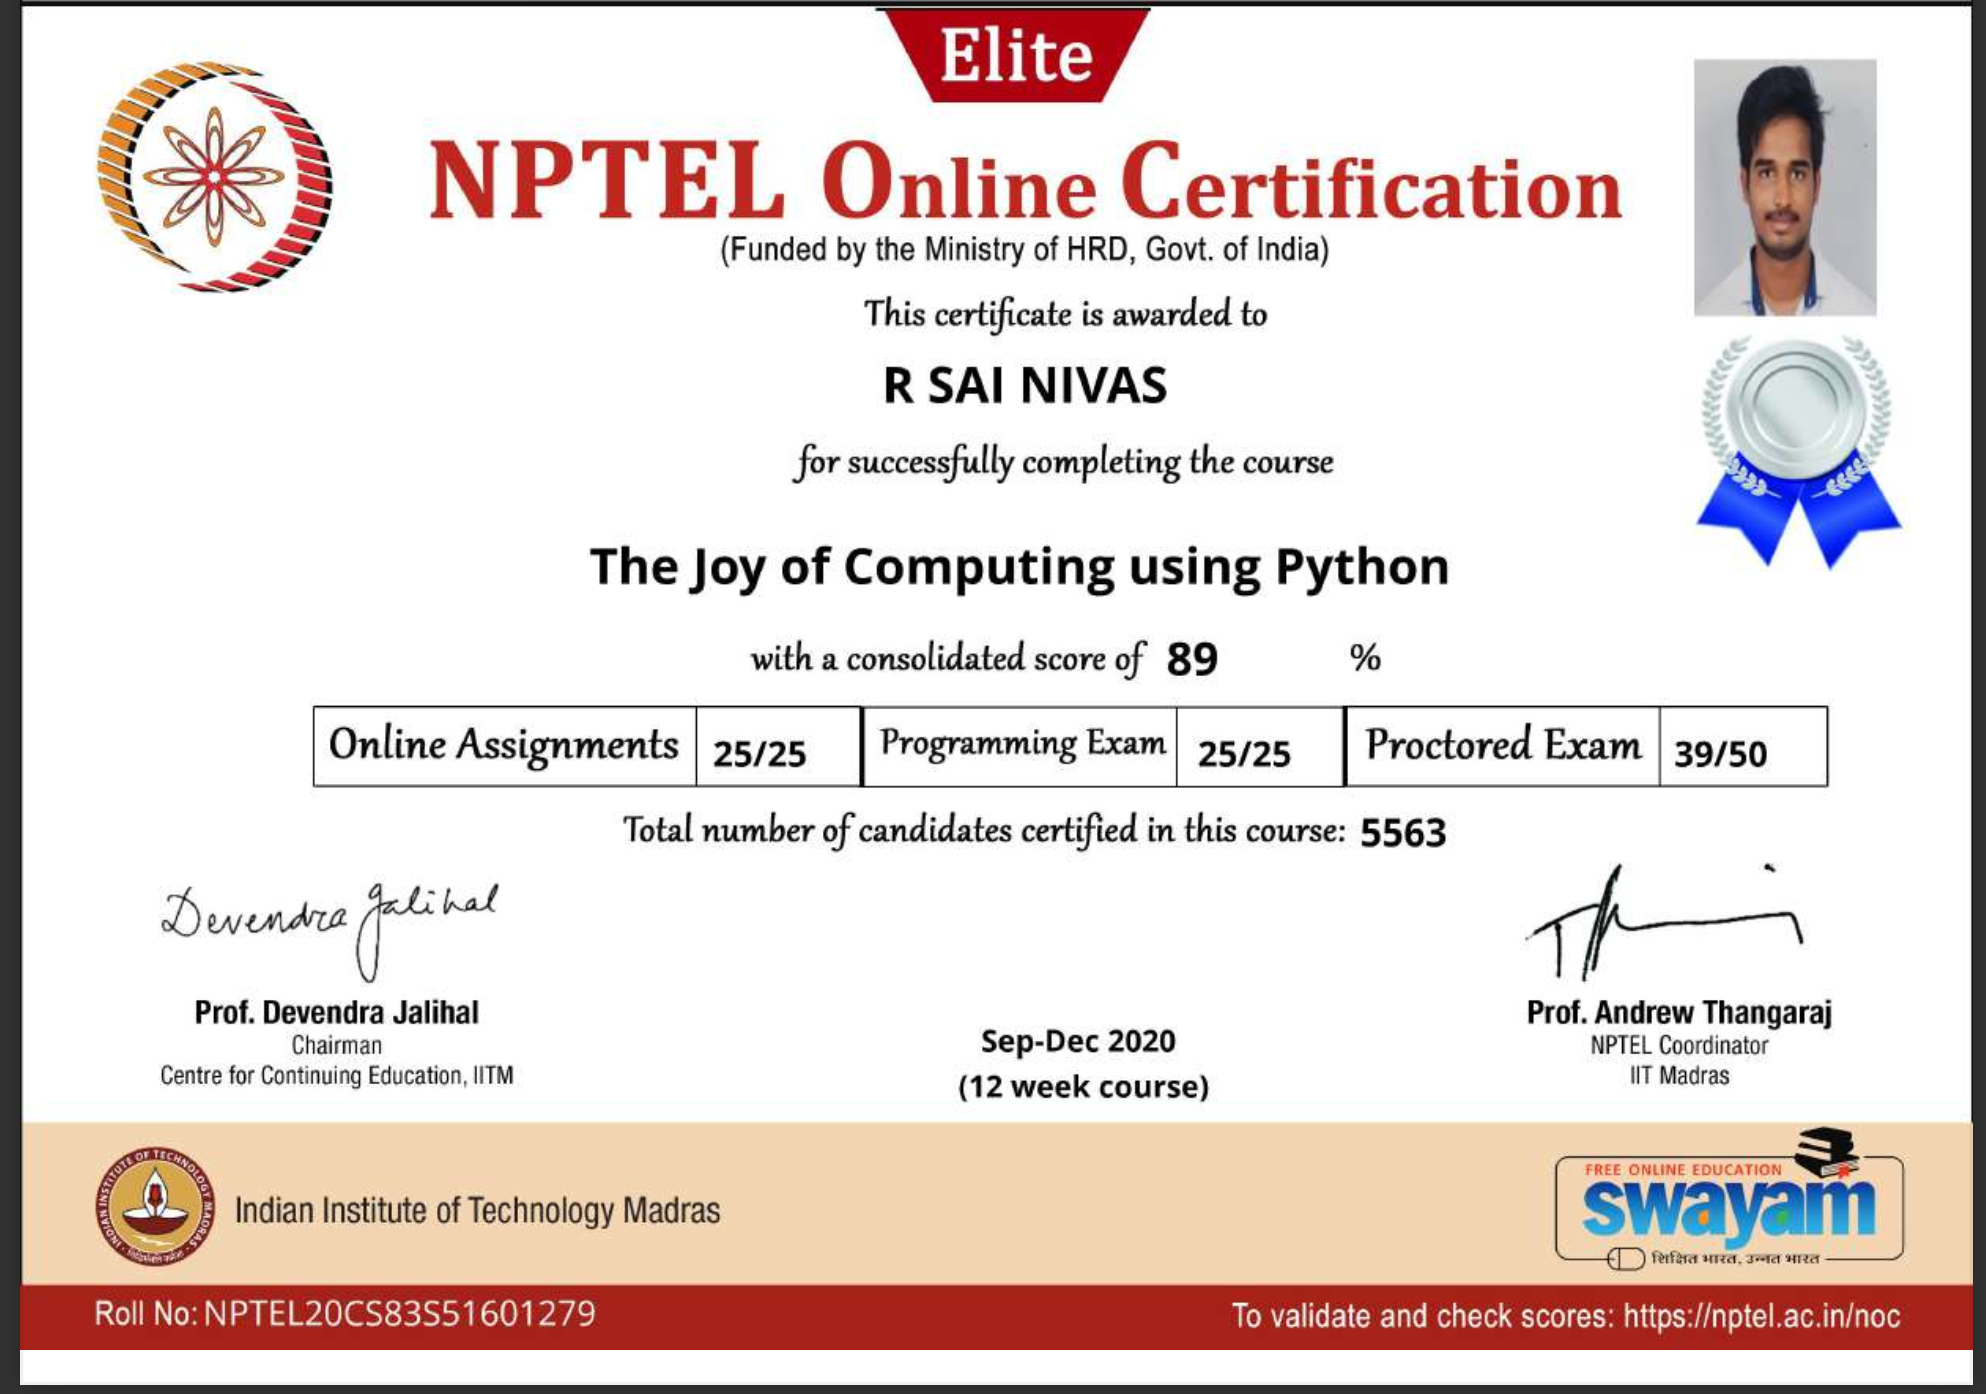 Elite
NPTEL Online Certification
(Funded by the Ministry of HRD, Govt. of India)
This certificate is awarded to
R SAI NIVAS
for successfully completing the course
The Joy of Computing using Python
with a consolidated score of 89 %
Online Assignments 25/25 Programming Exam 25/25 Proctored Exam 39/50
Total number of candidates certified in this course: 5563
Devendra Jalihal
Prof. Devendra Jalihal
Chairman
Centre for Continuing Education, IITM
Sep-Dec 2020
(12 week course)
Prof. Andrew Thangaraj
NPTEL Coordinator
IIT Madras
INDIAN INSTITUTE OF TECHNOLOGY MADRAS
Indian Institute of Technology Madras
FREE ONLINE EDUCATION
swayam
शिक्षित भारत, उन्नत भारत
Roll No: NPTEL20CS83S51601279
To validate and check scores: https://nptel.ac.in/noc